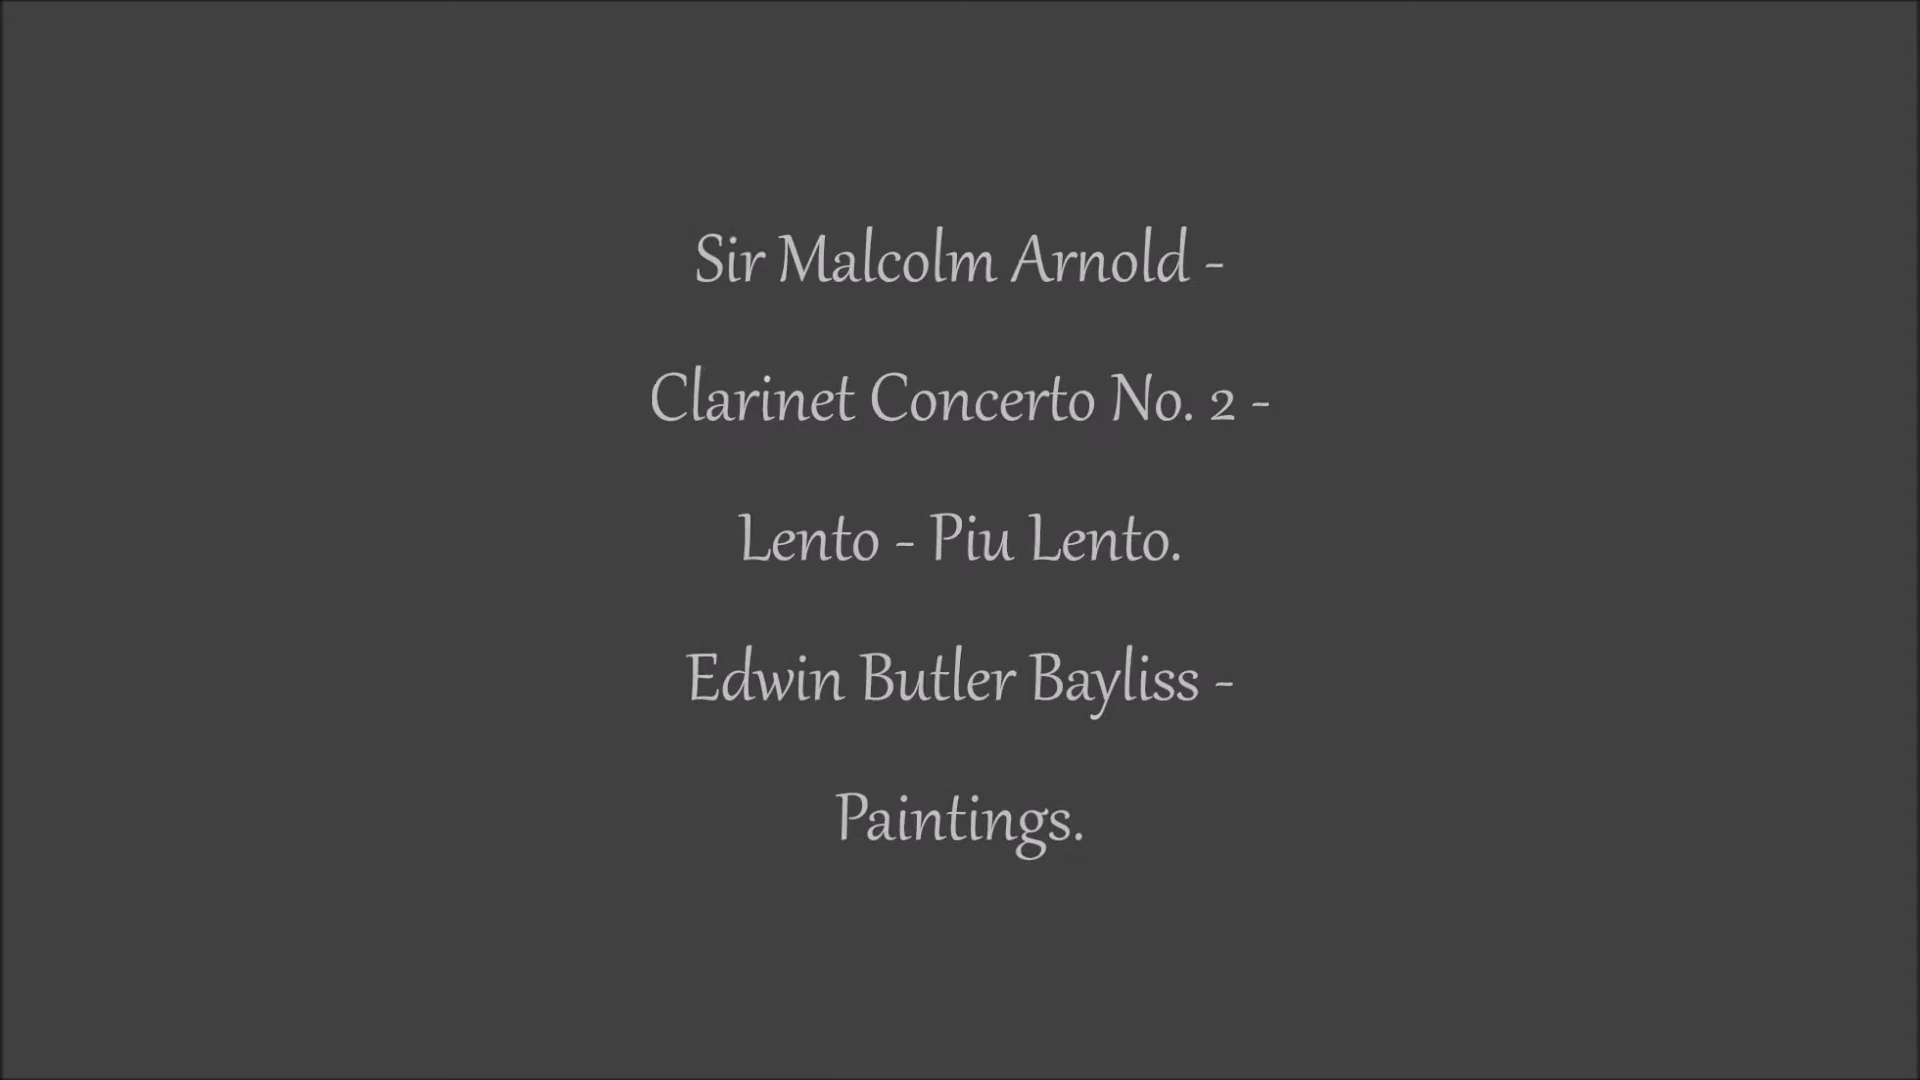 Sir Malcolm Arnold -
Clarinet Concerto No. 2 -
Lento - Piu Lento.
Edwin Butler Bayliss -
Paintings.